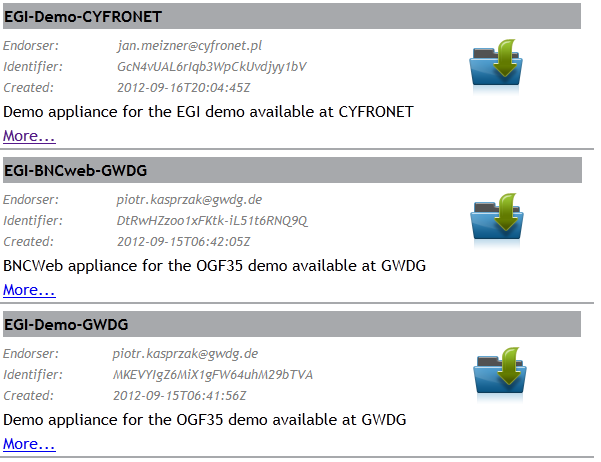 EGI-Demo-CYFRONET
Endorser: jan.meizner@cyfronet.pl
Identifier: GcN4vUAL6rIqb3WpCkUvdjyy1bV
Created: 2012-09-16T20:04:45Z
Demo appliance for the EGI demo available at CYFRONET
More...
EGI-BNCweb-GWDG
Endorser: piotr.kasprzak@gwdg.de
Identifier: DtRwHZzoo1xFKtk-iL51t6RNQ9Q
Created: 2012-09-15T06:42:05Z
BNCWeb appliance for the OGF35 demo available at GWDG
More...
EGI-Demo-GWDG
Endorser: piotr.kasprzak@gwdg.de
Identifier: MKEVYIgZ6MiX1gFW64uhM29bTVA
Created: 2012-09-15T06:41:56Z
Demo appliance for the OGF35 demo available at GWDG
More...